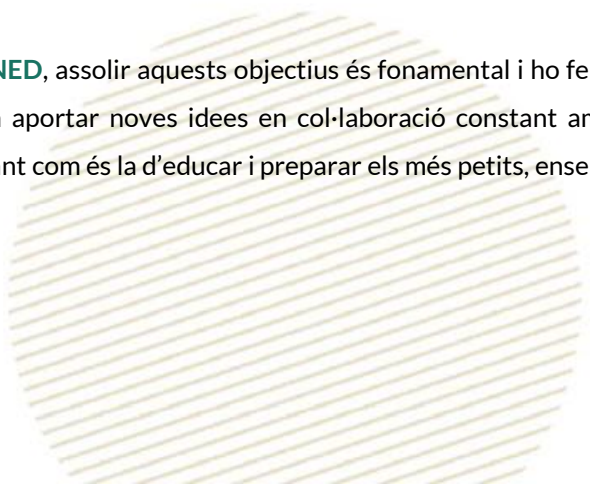 NED, assolir aquests objectius és fonamental i ho fe
aportar noves idees en col·laboració constant
nt com és la d’educar i preparar els més petits, ense